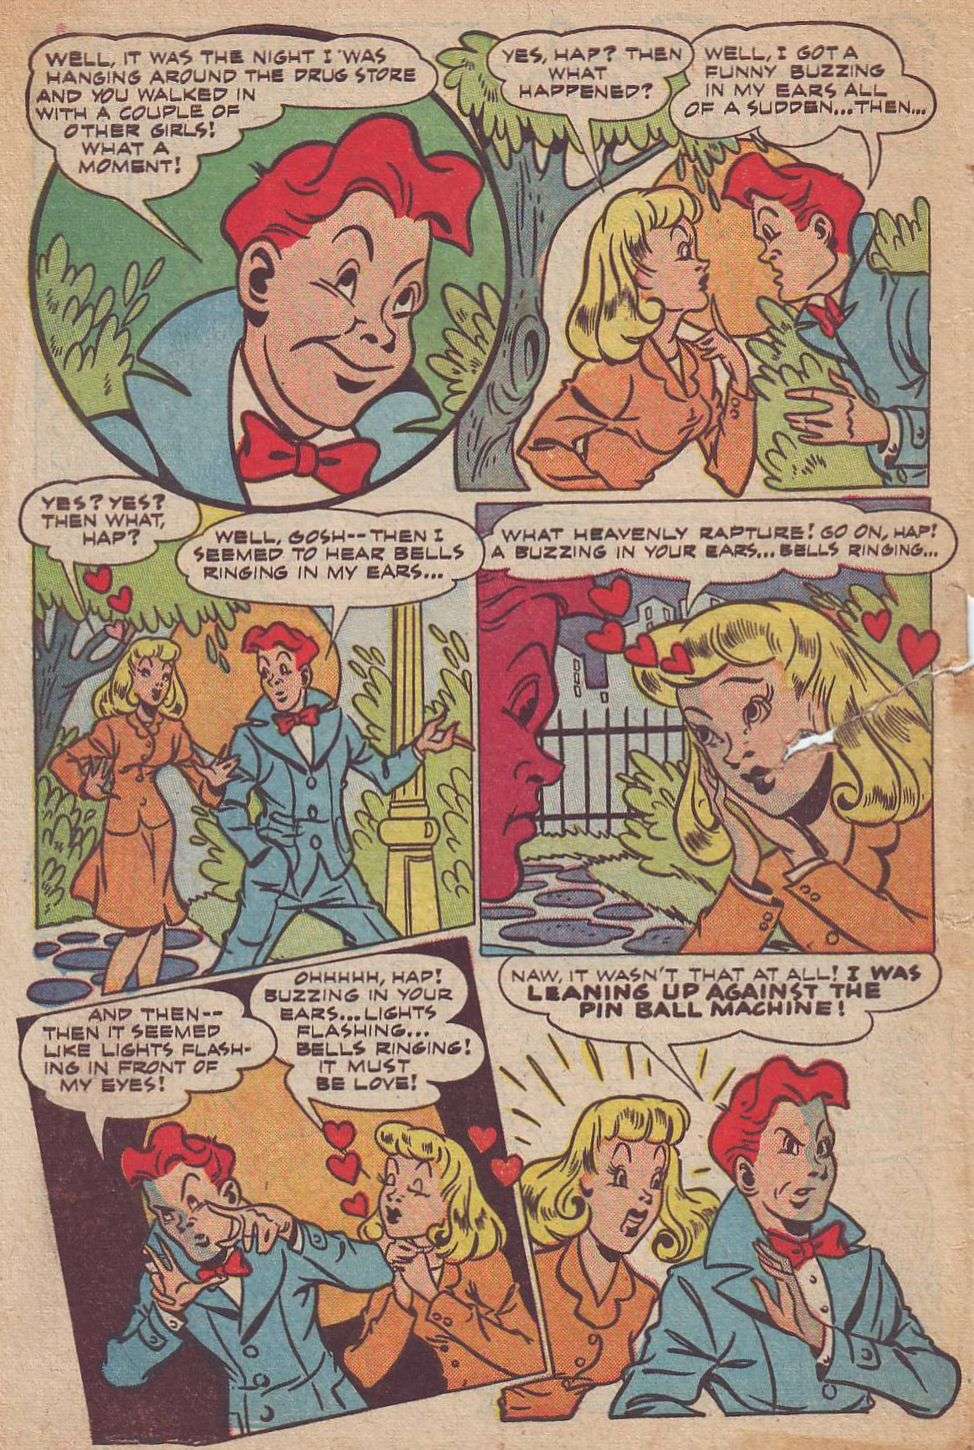 WELL, IT WAS THE NIGHT I WAS
HANGING AROUND THE DRUG STORE
AND YOU WALKED IN
WITH A COUPLE OF
OTHER GIRLS!
WHAT A
MOMENT!
YES, HAP? THEN
WHAT
HAPPENED?
WELL, I GOT A
FUNNY BUZZING
IN MY EARS ALL
OF A SUDDEN...THEN...
YES? YES?
THEN WHAT,
HAP?
WELL, GOSH--THEN I
SEEMED TO HEAR BELLS
RINGING IN MY EARS...
WHAT HEAVENLY RAPTURE! GO ON, HAP!
A BUZZING IN YOUR EARS...BELLS RINGING...
AND THEN--
THEN IT SEEMED
LIKE LIGHTS FLASH-
ING IN FRONT OF
MY EYES!
OHHHHH, HAP!
BUZZING IN YOUR
EARS...LIGHTS
FLASHING...
BELLS RINGING!
IT MUST
BE LOVE!
NAW, IT WASN'T THAT AT ALL! I WAS
LEANING UP AGAINST THE
PIN BALL MACHINE!